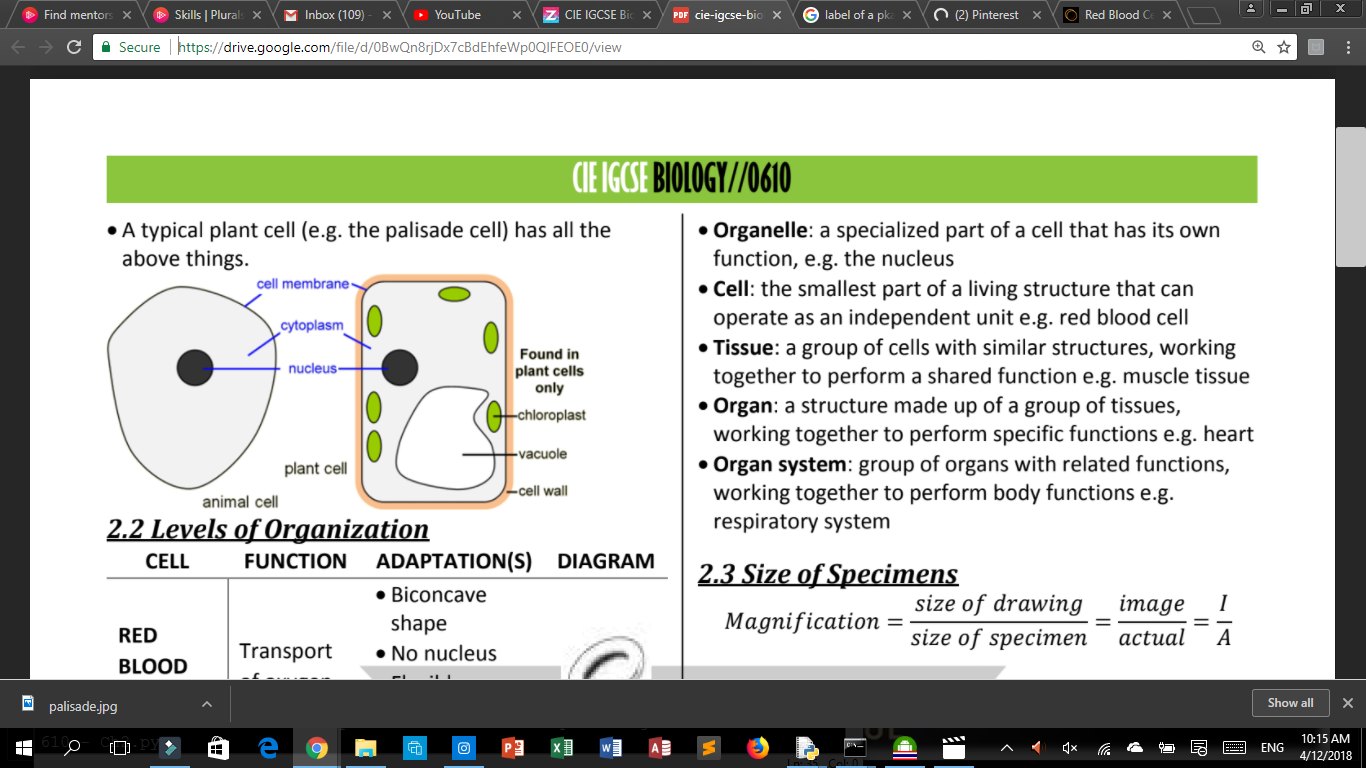 Find mentors
Skills | Plurals
Inbox (109) -
YouTube
CIE IGCSE Bio
cie-igcse-bio
label of a
(2) Pinterest
Red Blood Ce
Secure
https://drive.google.com/file/d/0BwQn8rjDx7cBdEhfeWp0QlFEOE0/view
CIE IGCSE BIOLOGY//0610
• A typical plant cell (e.g. the palisade cell) has all the
above things.
cell membrane
cytoplasm
nucleus
Found in
plant cells
only
chloroplast
vacuole
cell wall
plant cell
animal cell
2.2 Levels of Organization
CELL FUNCTION ADAPTATION(S) DIAGRAM
RED
BLOOD
Transport
of oxygen
• Biconcave
shape
• No nucleus
• Organelle: a specialized part of a cell that has its own
function, e.g. the nucleus
• Cell: the smallest part of a living structure that can
operate as an independent unit e.g. red blood cell
• Tissue: a group of cells with similar structures, working
together to perform a shared function e.g. muscle tissue
• Organ: a structure made up of a group of tissues,
working together to perform specific functions e.g. heart
• Organ system: group of organs with related functions,
working together to perform body functions e.g.
respiratory system
2.3 Size of Specimens
Magnification = size of drawing / size of specimen = image / actual = I / A
palisade.jpg
Show all
ENG
10:15 AM
4/12/2018